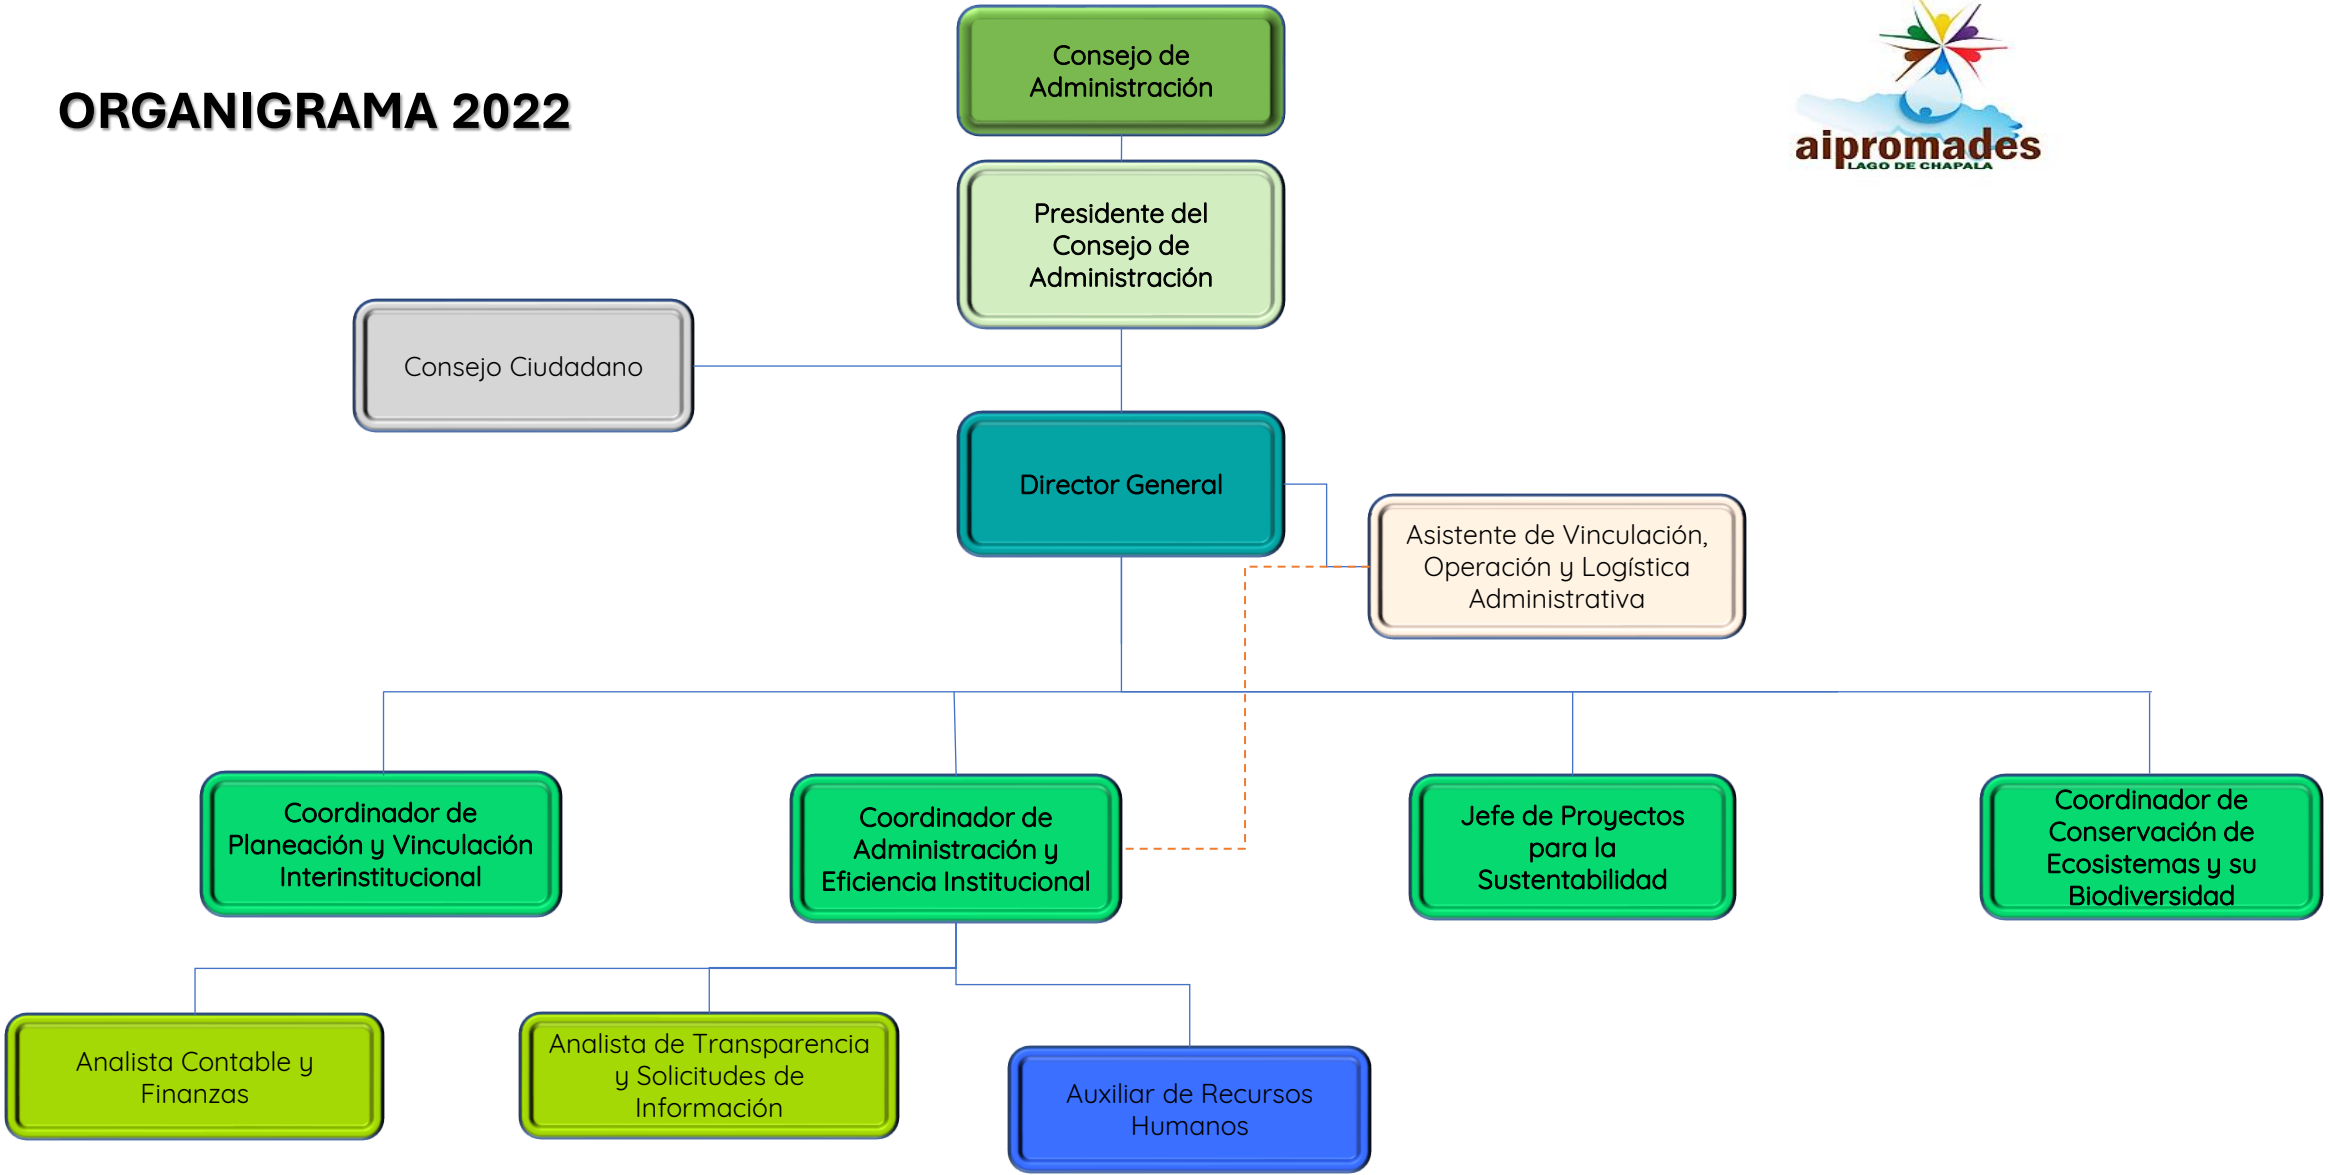 Consejo de
Administración
ORGANIGRAMA 2022
aipromades
LAGO DE CHAPALA
Presidente del
Consejo de
Administración
Consejo Ciudadano
Director General
Asistente de Vinculación,
Operación y Logística
Administrativa
Coordinador de
Planeación y Vinculación
Interinstitucional
Coordinador de
Administración y
Eficiencia Institucional
Jefe de Proyectos
para la
Sustentabilidad
Coordinador de
Conservación de
Ecosistemas y su
Biodiversidad
Analista Contable y
Finanzas
Analista de Transparencia
y Solicitudes de
Información
Auxiliar de Recursos
Humanos